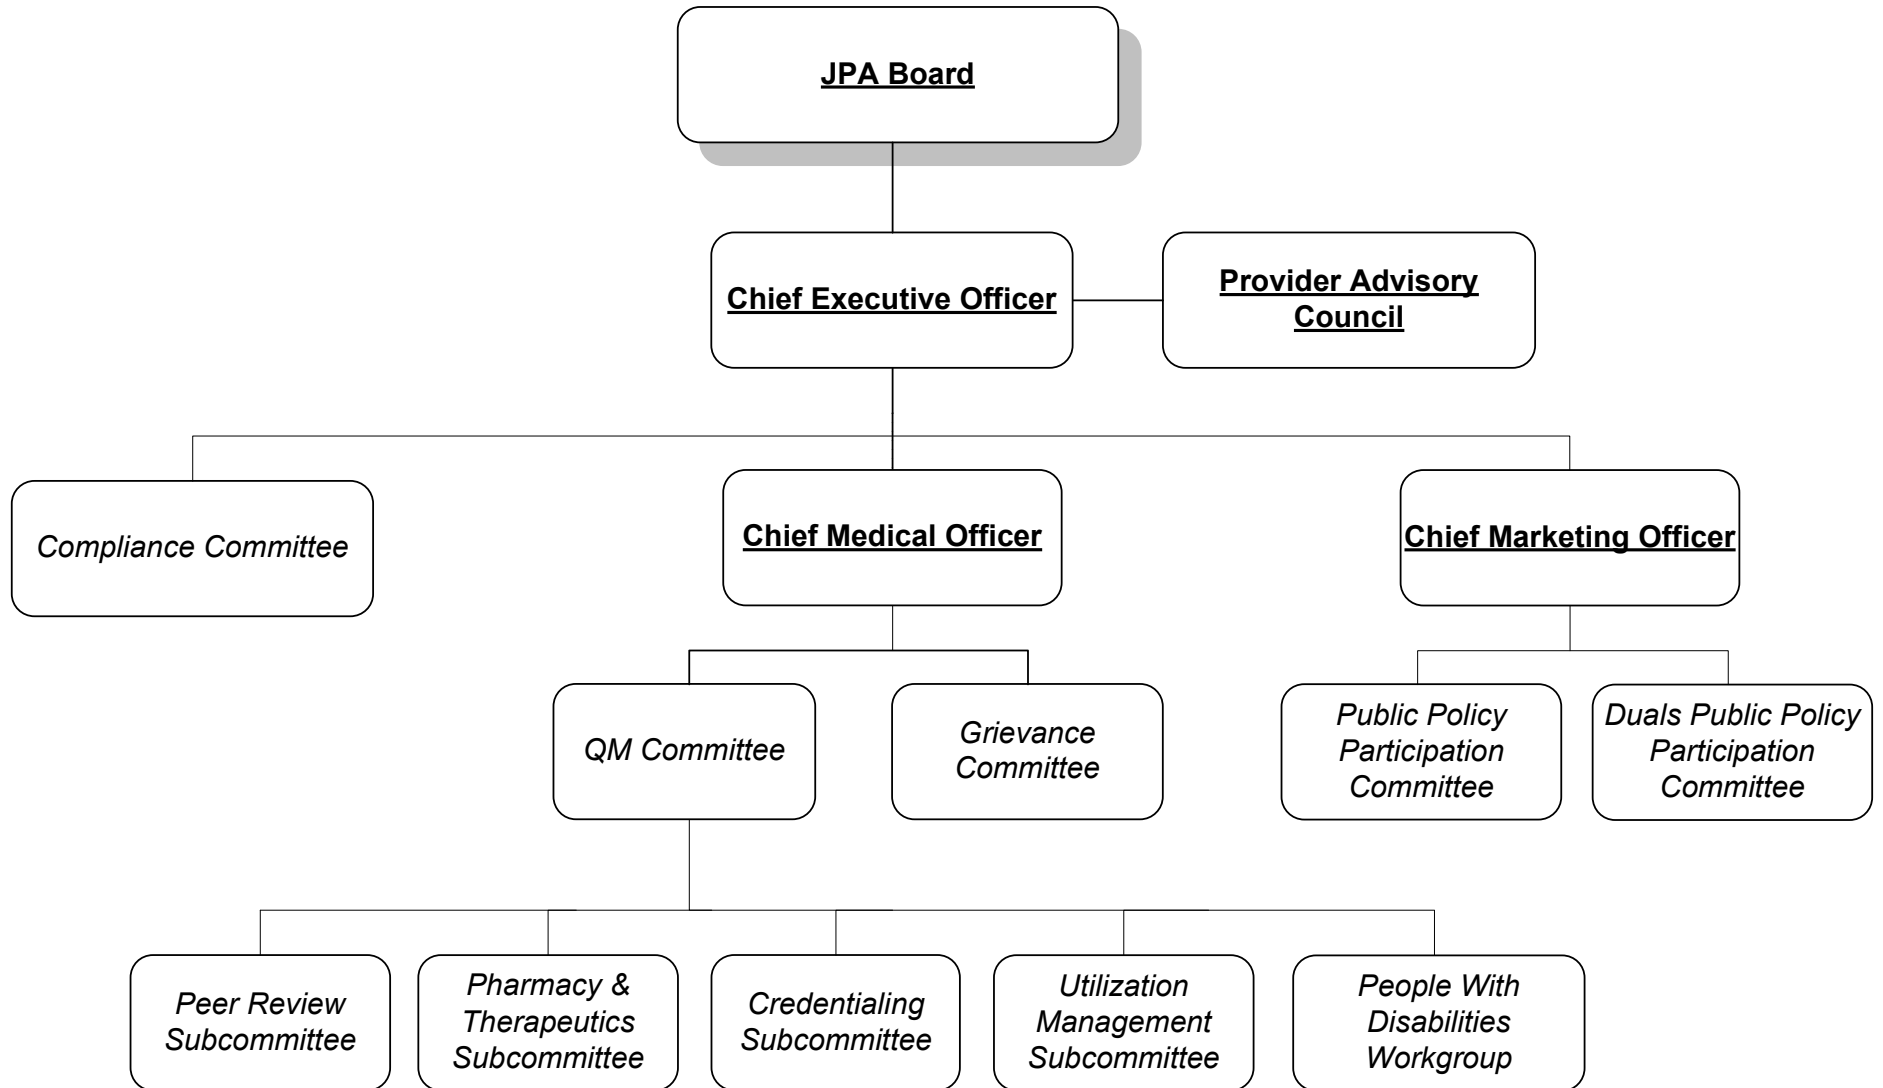 JPA Board
Chief Executive Officer
Provider Advisory
Council
Compliance Committee
Chief Medical Officer
Chief Marketing Officer
QM Committee
Grievance
Committee
Public Policy
Participation
Committee
Duals Public Policy
Participation
Committee
Peer Review
Subcommittee
Pharmacy &
Therapeutics
Subcommittee
Credentialing
Subcommittee
Utilization
Management
Subcommittee
People With
Disabilities
Workgroup